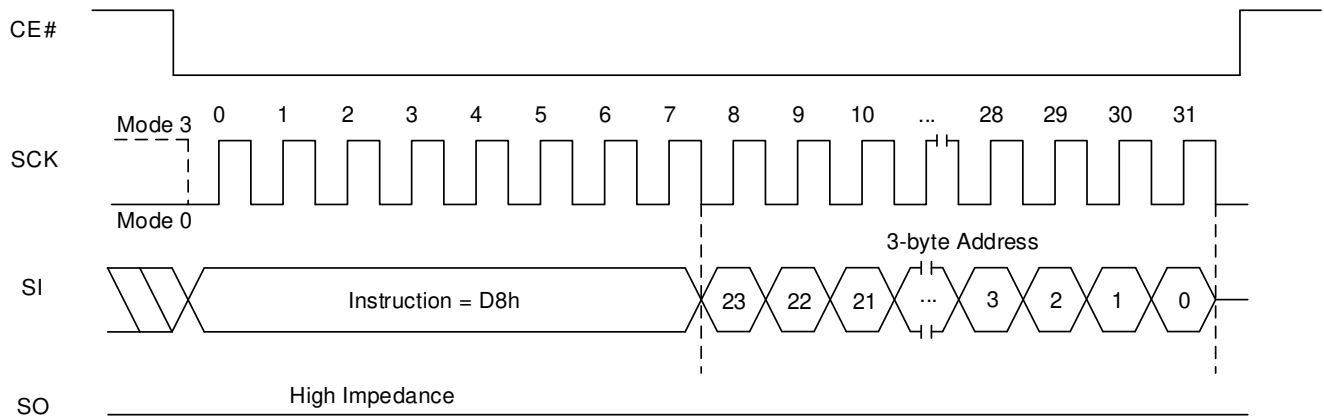 CE#
0 1 2 3 4 5 6 7 8 9 10 ... 28 29 30 31
Mode 3
SCK
Mode 0
3-byte Address
SI
Instruction = D8h 23 22 21 ... 3 2 1 0
High Impedance
SO